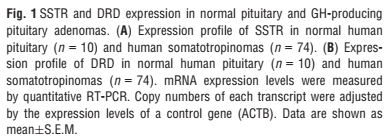 Fig. 1 SSTR and DRD expression in normal pituitary and GH-producing
pituitary adenomas. (A) Expression profile of SSTR in normal human
pituitary (n = 10) and human somatotropinomas (n = 74). (B) Expres-
sion profile of DRD in normal human pituitary (n = 10) and human
somatotropinomas (n = 74). mRNA expression levels were measured
by quantitative RT-PCR. Copy numbers of each transcript were adjusted
by the expression levels of a control gene (ACTB). Data are shown as
mean±S.E.M.